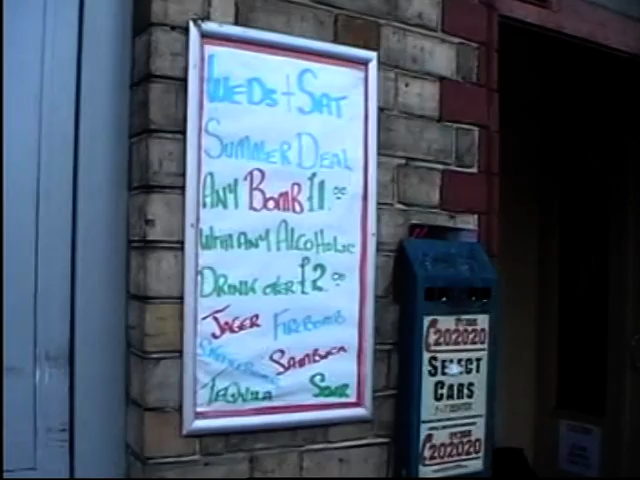 WEDS + SAT
SUMMER DEAL
ANY BOMB £1.00
WITH ANY ALCOHOLIC
DRINK OVER £2.00
JAGER FIREBOMB
SAMBUCA
TEQUILA SOUR
202020
SELECT
CARS
202020